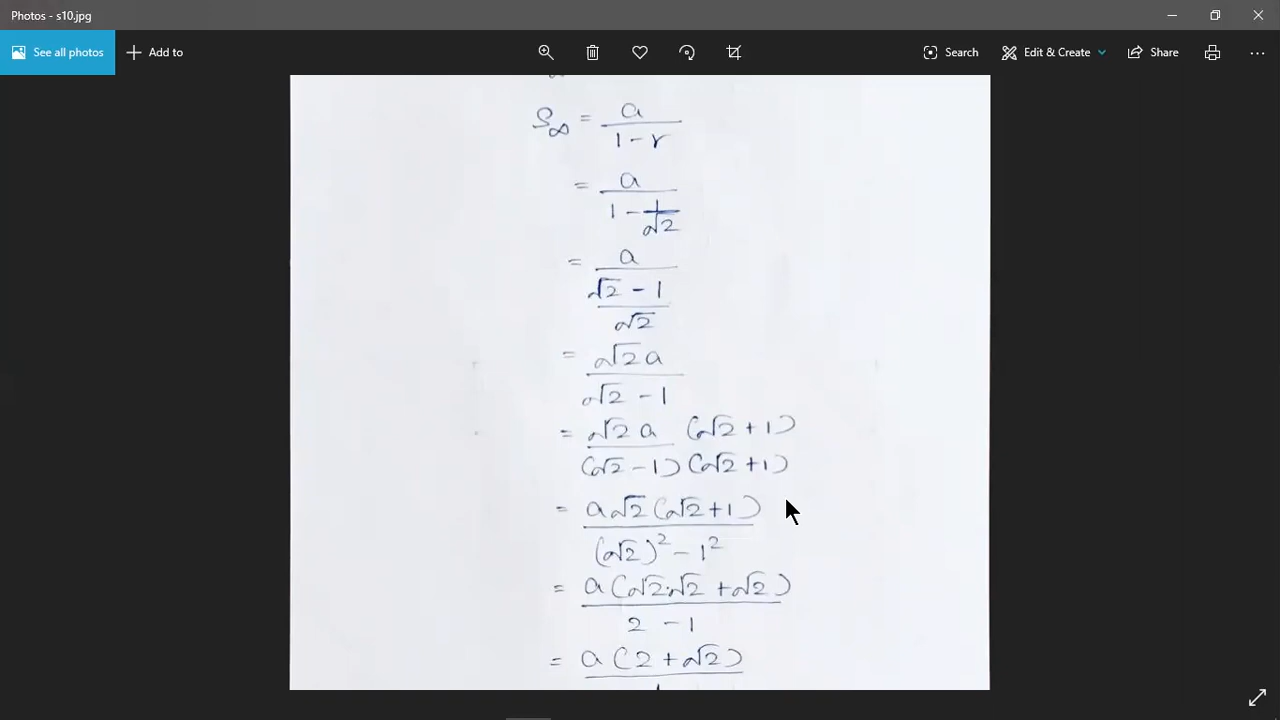 Photos - s10.jpg
See all photos
Add to
Search
Edit & Create
Share
S∞ = a / (1 - r)
= a / (1 - 1/√2)
= a / ((√2 - 1)/√2)
= √2 a / (√2 - 1)
= √2 a (√2 + 1) / (√2 - 1) (√2 + 1)
= a√2 (√2 + 1) / ((√2)² - 1²)
= a (√2.√2 + √2) / (2 - 1)
= a (2 + √2)